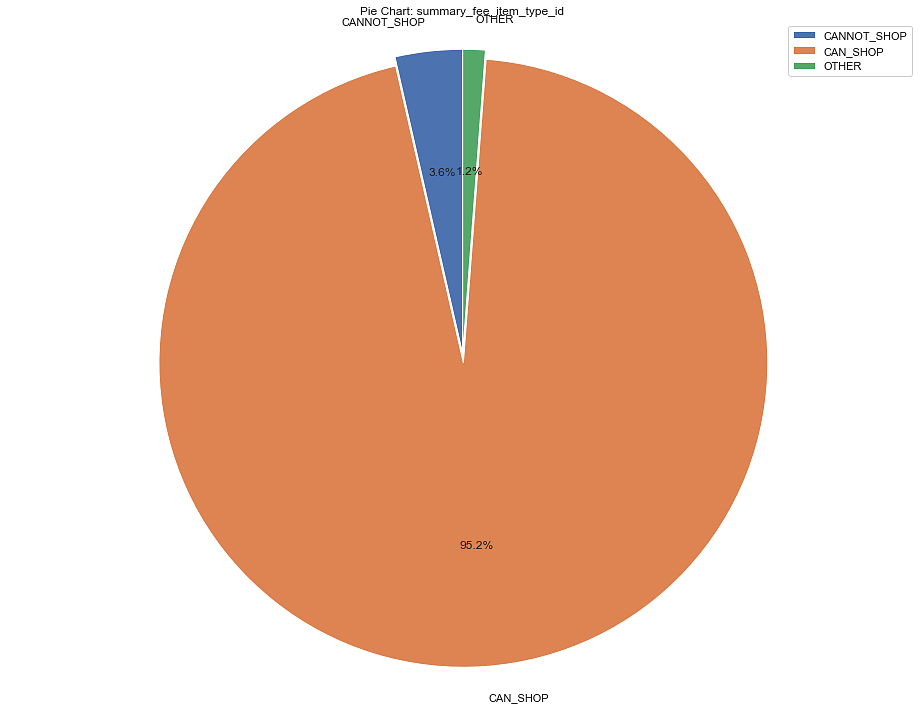 Pie Chart: summary_fee_item_type_id
CANNOT_SHOP
OTHER
CANNOT_SHOP
CAN_SHOP
OTHER
3.6%
1.2%
95.2%
CAN_SHOP